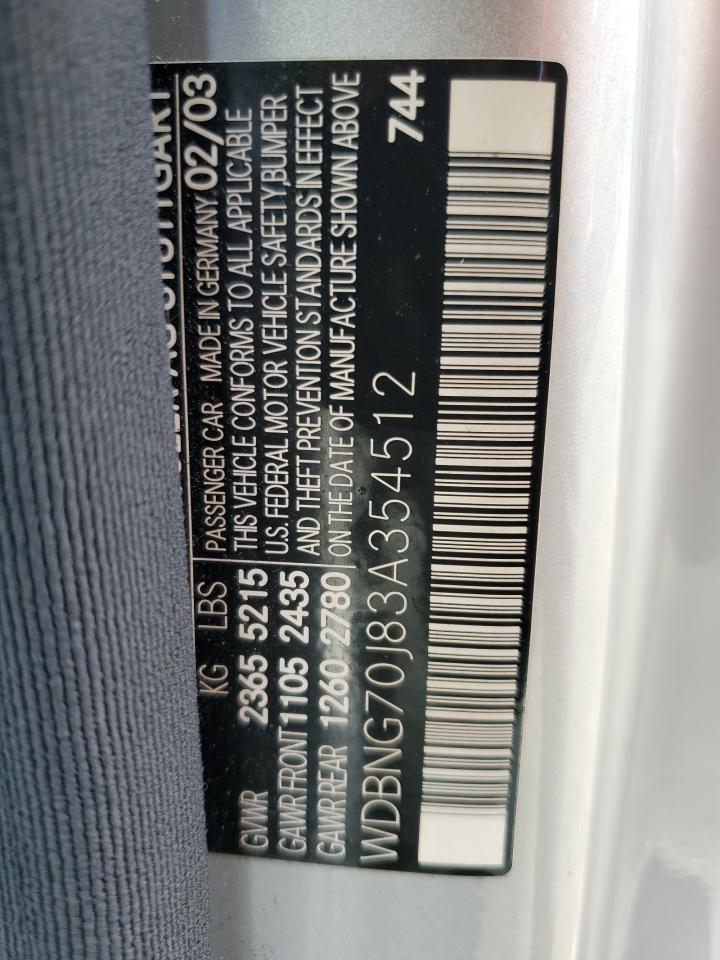 AG STUTTGART
KG LBS PASSENGER CAR MADE IN GERMANY 02/03
GVWR 2365 5215 THIS VEHICLE CONFORMS TO ALL APPLICABLE
U.S. FEDERAL MOTOR VEHICLE SAFETY,BUMPER
GAWR FRONT 1105 2435 AND THEFT PREVENTION STANDARDS IN EFFECT
GAWR REAR 1260 2780 ON THE DATE OF MANUFACTURE SHOWN ABOVE
WDBNG70J83A354512 744